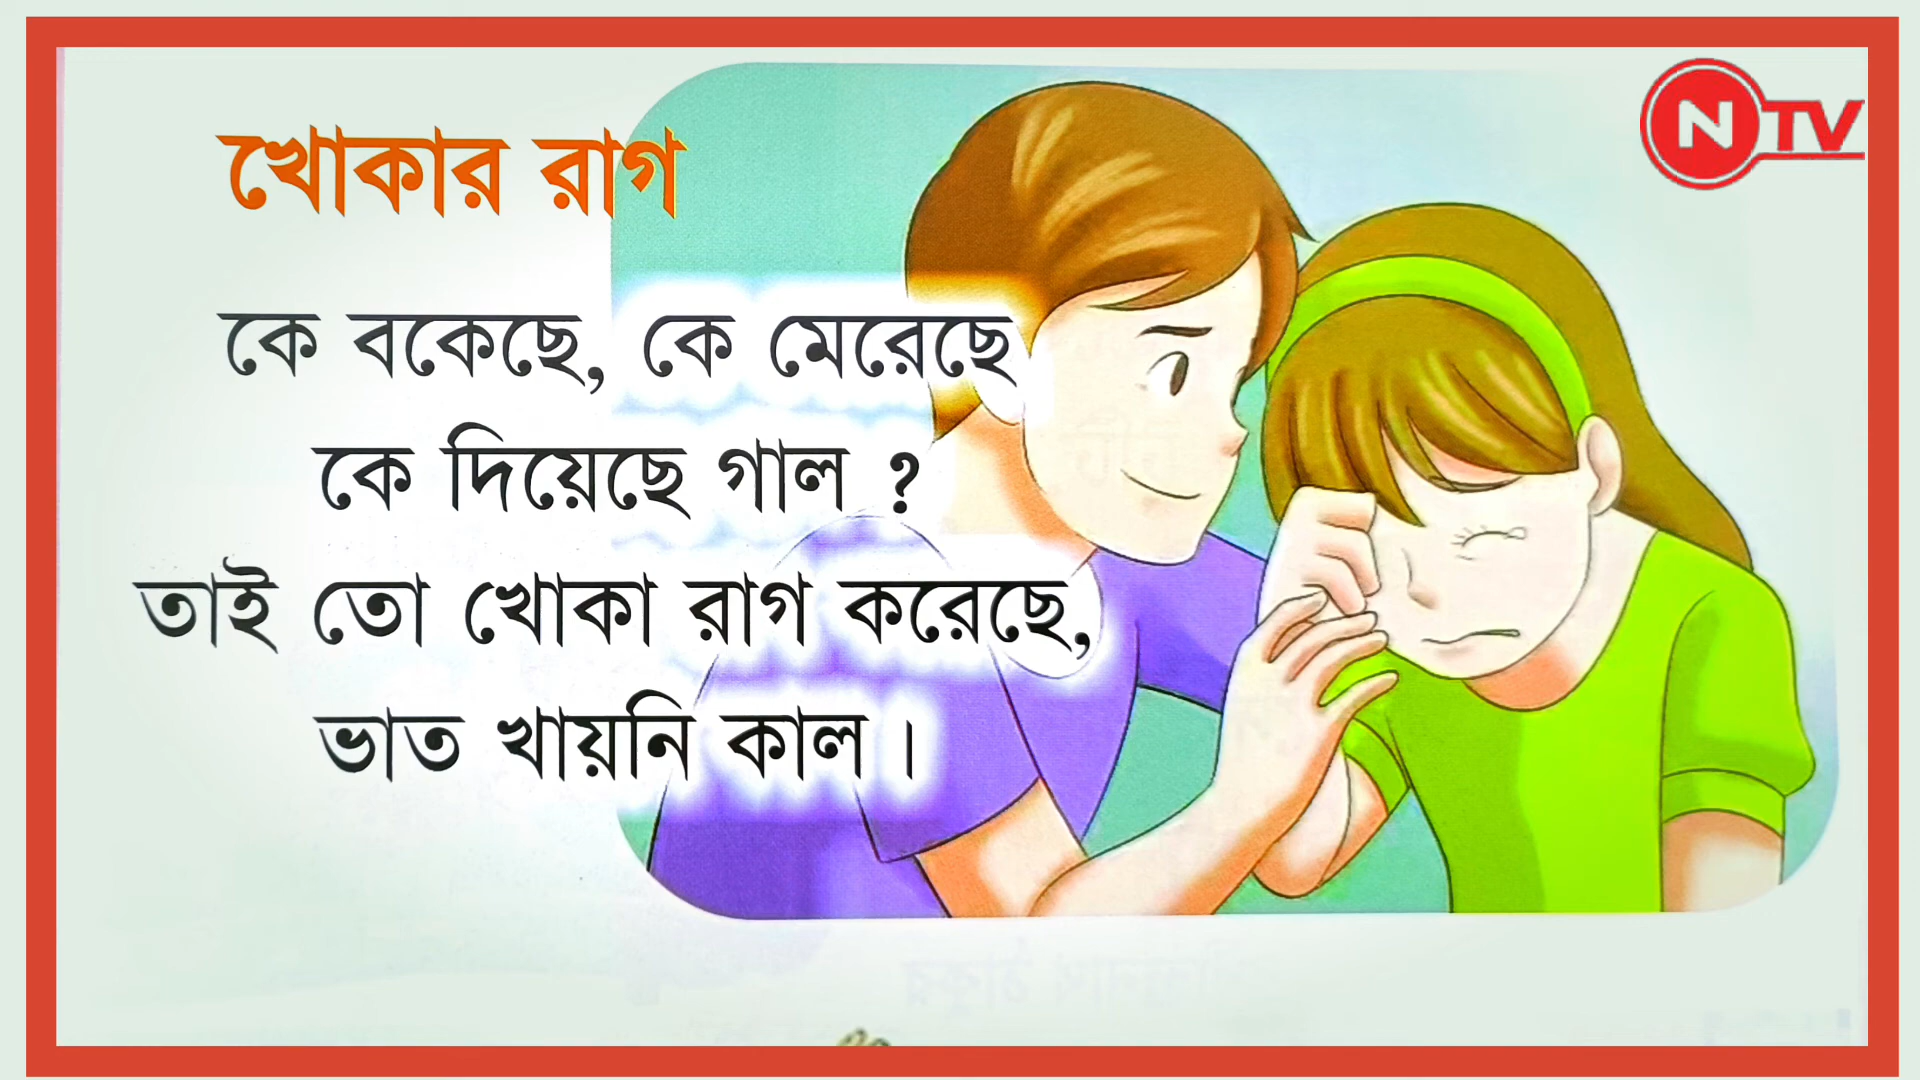 খোকার রাগ
কে বকেছে, কে মেরেছে
কে দিয়েছে গাল ?
তাই তো খোকা রাগ করেছে,
ভাত খায়নি কাল ।
N TV